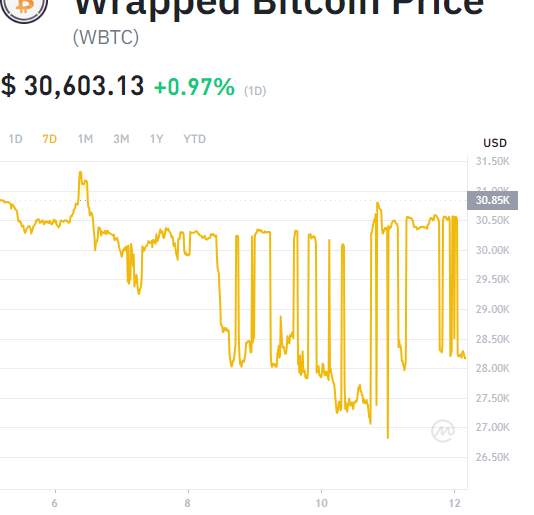 Wrapped Bitcoin Price
(WBTC)
$ 30,603.13 +0.97% (1D)
1D 7D 1M 3M 1Y YTD
USD
31.50K
31.00K
30.85K
30.50K
30.00K
29.50K
29.00K
28.50K
28.00K
27.50K
27.00K
26.50K
6 8 10 12